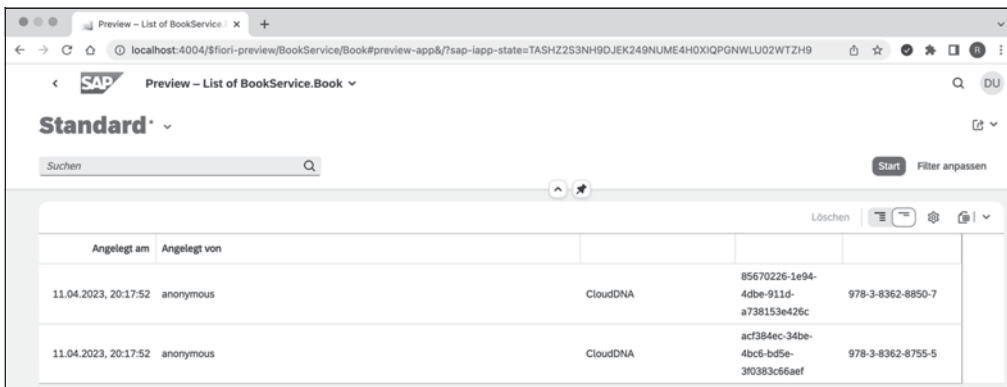 Preview – List of BookService.
localhost:4004/$fiori-preview/BookService/Book#preview-app&/?sap-iapp-state=TASHZ2S3NH9DJEK249NUME4H0XIQPGNWLU02WTZH9
R
SAP Preview – List of BookService.Book
DU
Standard*
Suchen
Start Filter anpassen
Löschen
Angelegt am Angelegt von
11.04.2023, 20:17:52 anonymous CloudDNA 85670226-1e94-
4dbe-911d-
a738153e426c
978-3-8362-8850-7
11.04.2023, 20:17:52 anonymous CloudDNA acf384ec-34be-
4bc6-bd5e-
3f0383c66aef
978-3-8362-8755-5